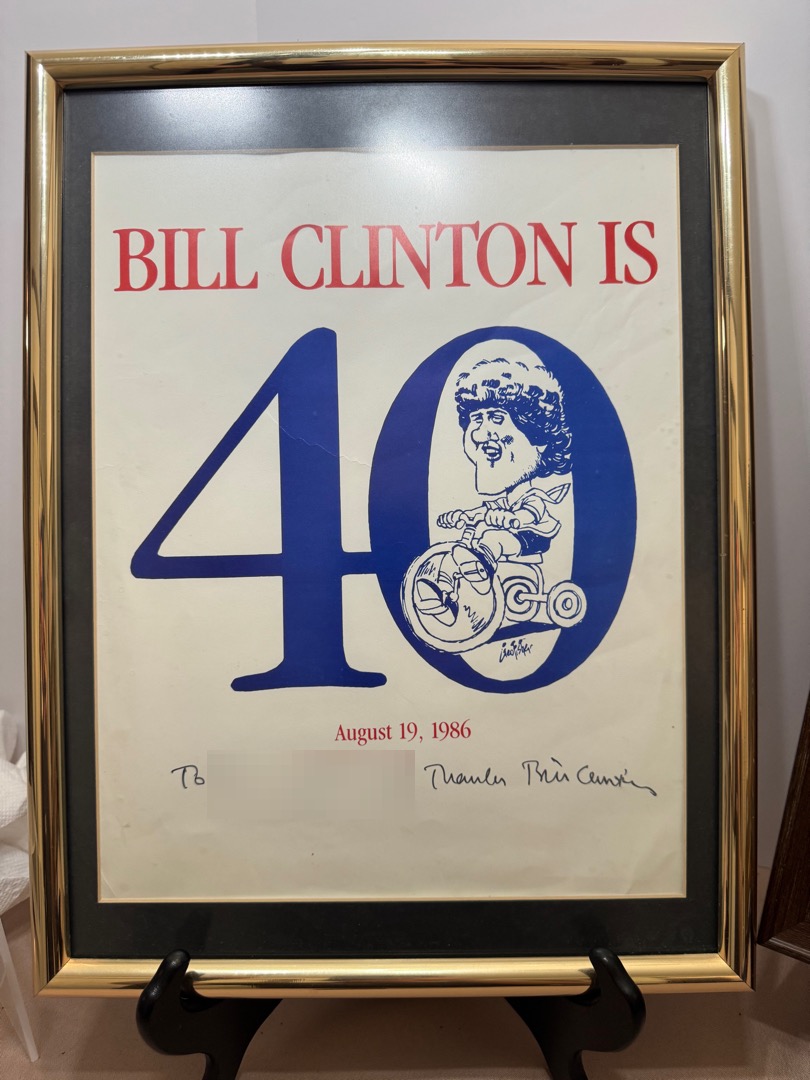 BILL CLINTON IS
40
August 19, 1986
To Thanks Bill Clinton